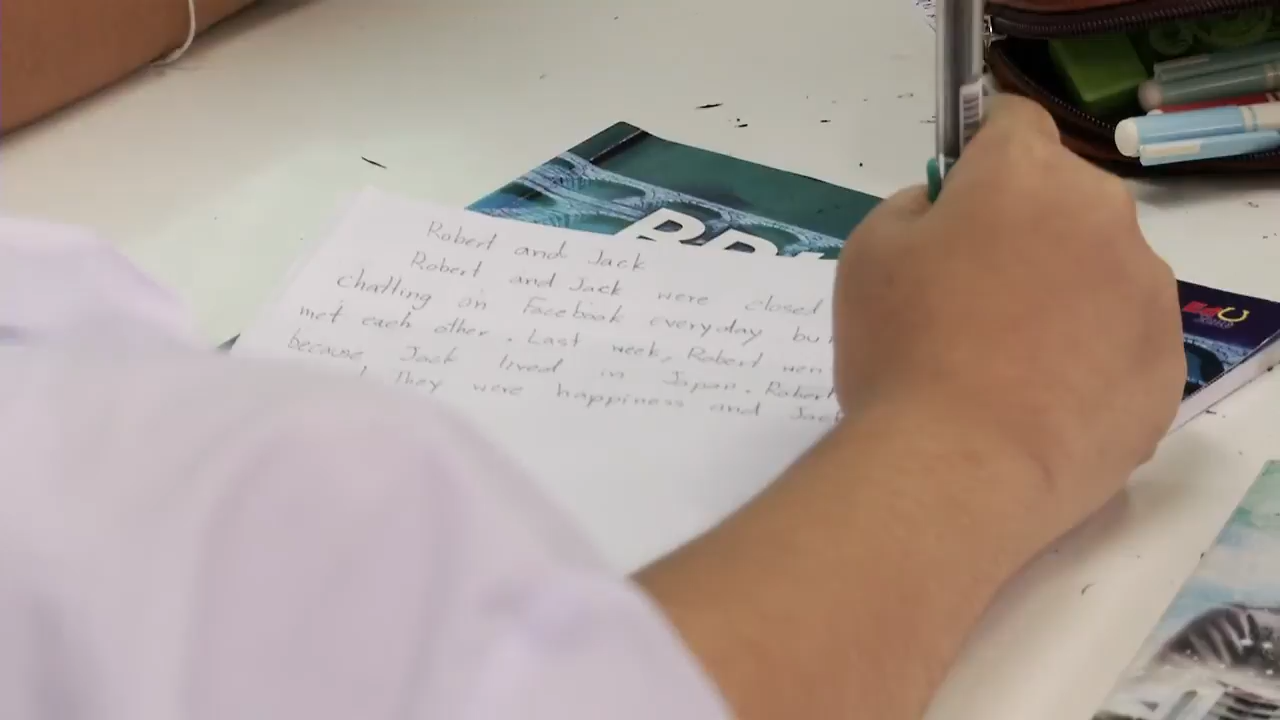 Robert and Jack
Robert and Jack were closed
chatting on Facebook everyday bu
met each other. Last week, Robert wen
because Jack lived in Japan. Robert
They were happiness and Jack